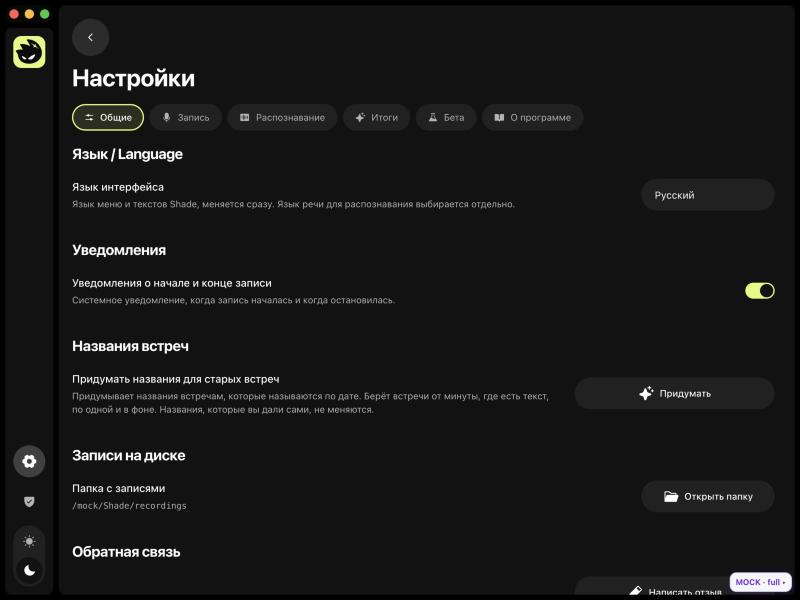 Настройки
Общие
Запись
Распознавание
Итоги
Бета
О программе
Язык / Language
Язык интерфейса
Язык меню и текстов Shade, меняется сразу. Язык речи для распознавания выбирается отдельно.
Русский
Уведомления
Уведомления о начале и конце записи
Системное уведомление, когда запись началась и когда остановилась.
Названия встреч
Придумать названия для старых встреч
Придумывает названия встречам, которые называются по дате. Берёт встречи от минуты, где есть текст,
по одной и в фоне. Названия, которые вы дали сами, не меняются.
Придумать
Записи на диске
Папка с записями
/mock/Shade/recordings
Открыть папку
Обратная связь
Написать отзыв
MOCK · full